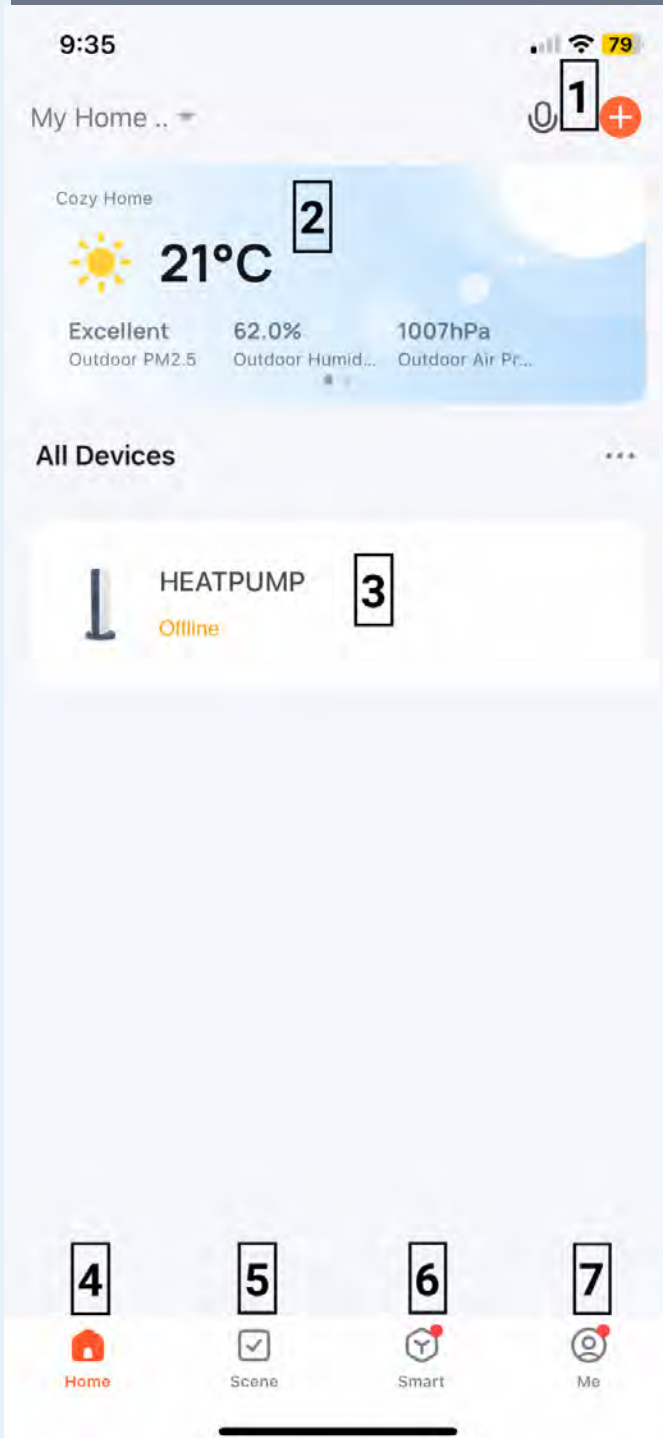 9:35 79
My Home .. 1
Cozy Home 2
21°C
Excellent 62.0% 1007hPa
Outdoor PM2.5 Outdoor Humid... Outdoor Air Pr...
All Devices
HEATPUMP 3
Offline
4 5 6 7
Home Scene Smart Me